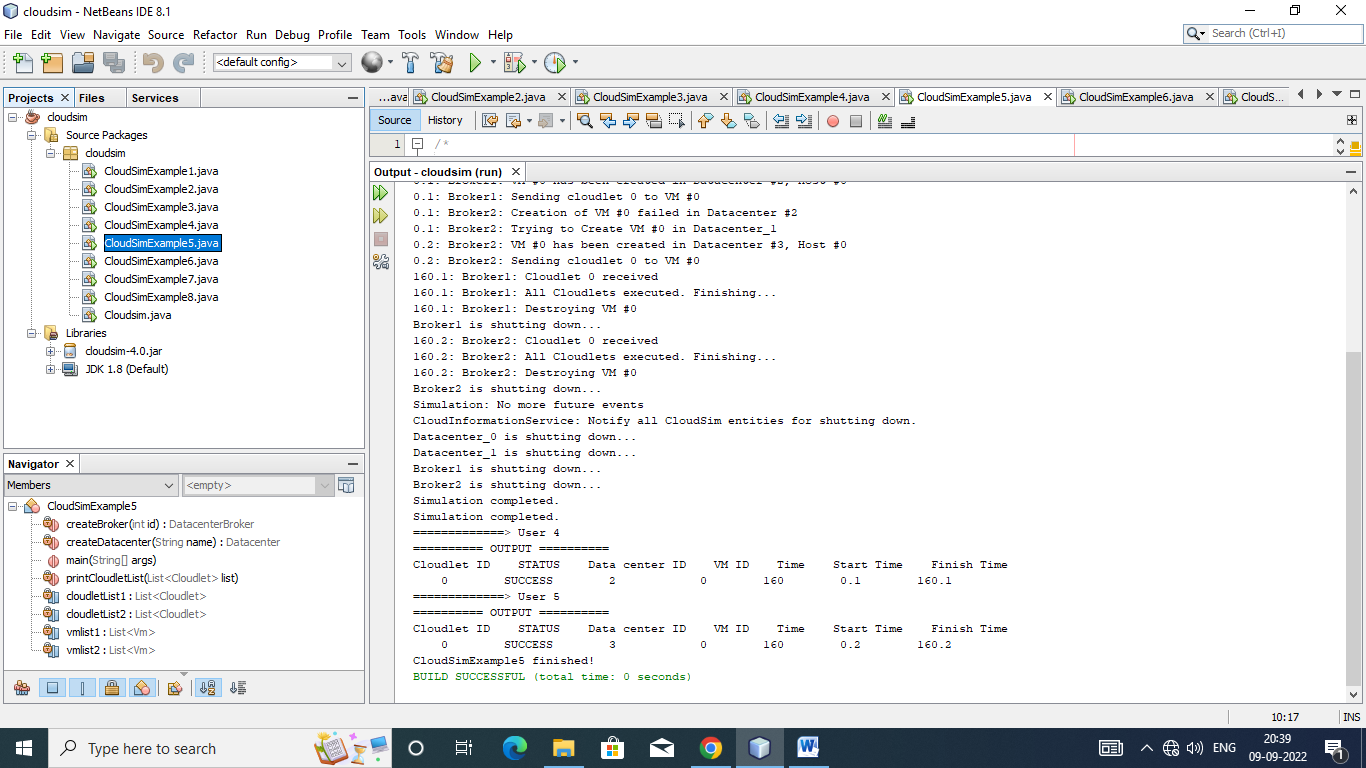 cloudsim - NetBeans IDE 8.1
File Edit View Navigate Source Refactor Run Debug Profile Team Tools Window Help
Search (Ctrl+I)
<default config>
Projects Files Services
cloudsim
Source Packages
cloudsim
CloudSimExample1.java
CloudSimExample2.java
CloudSimExample3.java
CloudSimExample4.java
CloudSimExample5.java
CloudSimExample6.java
CloudSimExample7.java
CloudSimExample8.java
Cloudsim.java
Libraries
cloudsim-4.0.jar
JDK 1.8 (Default)
Navigator
Members <empty>
CloudSimExample5
createBroker(int id) : DatacenterBroker
createDatacenter(String name) : Datacenter
main(String[] args)
printCloudletList(List<Cloudlet> list)
cloudletList1 : List<Cloudlet>
cloudletList2 : List<Cloudlet>
vmlist1 : List<Vm>
vmlist2 : List<Vm>
...ava CloudSimExample2.java CloudSimExample3.java CloudSimExample4.java CloudSimExample5.java CloudSimExample6.java CloudS...
Source History
1 /*
Output - cloudsim (run)
0.1: Broker1: VM #0 has been created in Datacenter #2, Host #0
0.1: Broker1: Sending cloudlet 0 to VM #0
0.1: Broker2: Creation of VM #0 failed in Datacenter #2
0.1: Broker2: Trying to Create VM #0 in Datacenter_1
0.2: Broker2: VM #0 has been created in Datacenter #3, Host #0
0.2: Broker2: Sending cloudlet 0 to VM #0
160.1: Broker1: Cloudlet 0 received
160.1: Broker1: All Cloudlets executed. Finishing...
160.1: Broker1: Destroying VM #0
Broker1 is shutting down...
160.2: Broker2: Cloudlet 0 received
160.2: Broker2: All Cloudlets executed. Finishing...
160.2: Broker2: Destroying VM #0
Broker2 is shutting down...
Simulation: No more future events
CloudInformationService: Notify all CloudSim entities for shutting down.
Datacenter_0 is shutting down...
Datacenter_1 is shutting down...
Broker1 is shutting down...
Broker2 is shutting down...
Simulation completed.
Simulation completed.
=============> User 4
========== OUTPUT ==========
Cloudlet ID STATUS Data center ID VM ID Time Start Time Finish Time
0 SUCCESS 2 0 160 0.1 160.1
=============> User 5
========== OUTPUT ==========
Cloudlet ID STATUS Data center ID VM ID Time Start Time Finish Time
0 SUCCESS 3 0 160 0.2 160.2
CloudSimExample5 finished!
BUILD SUCCESSFUL (total time: 0 seconds)
10:17 INS
Type here to search
ENG
20:39
09-09-2022
1